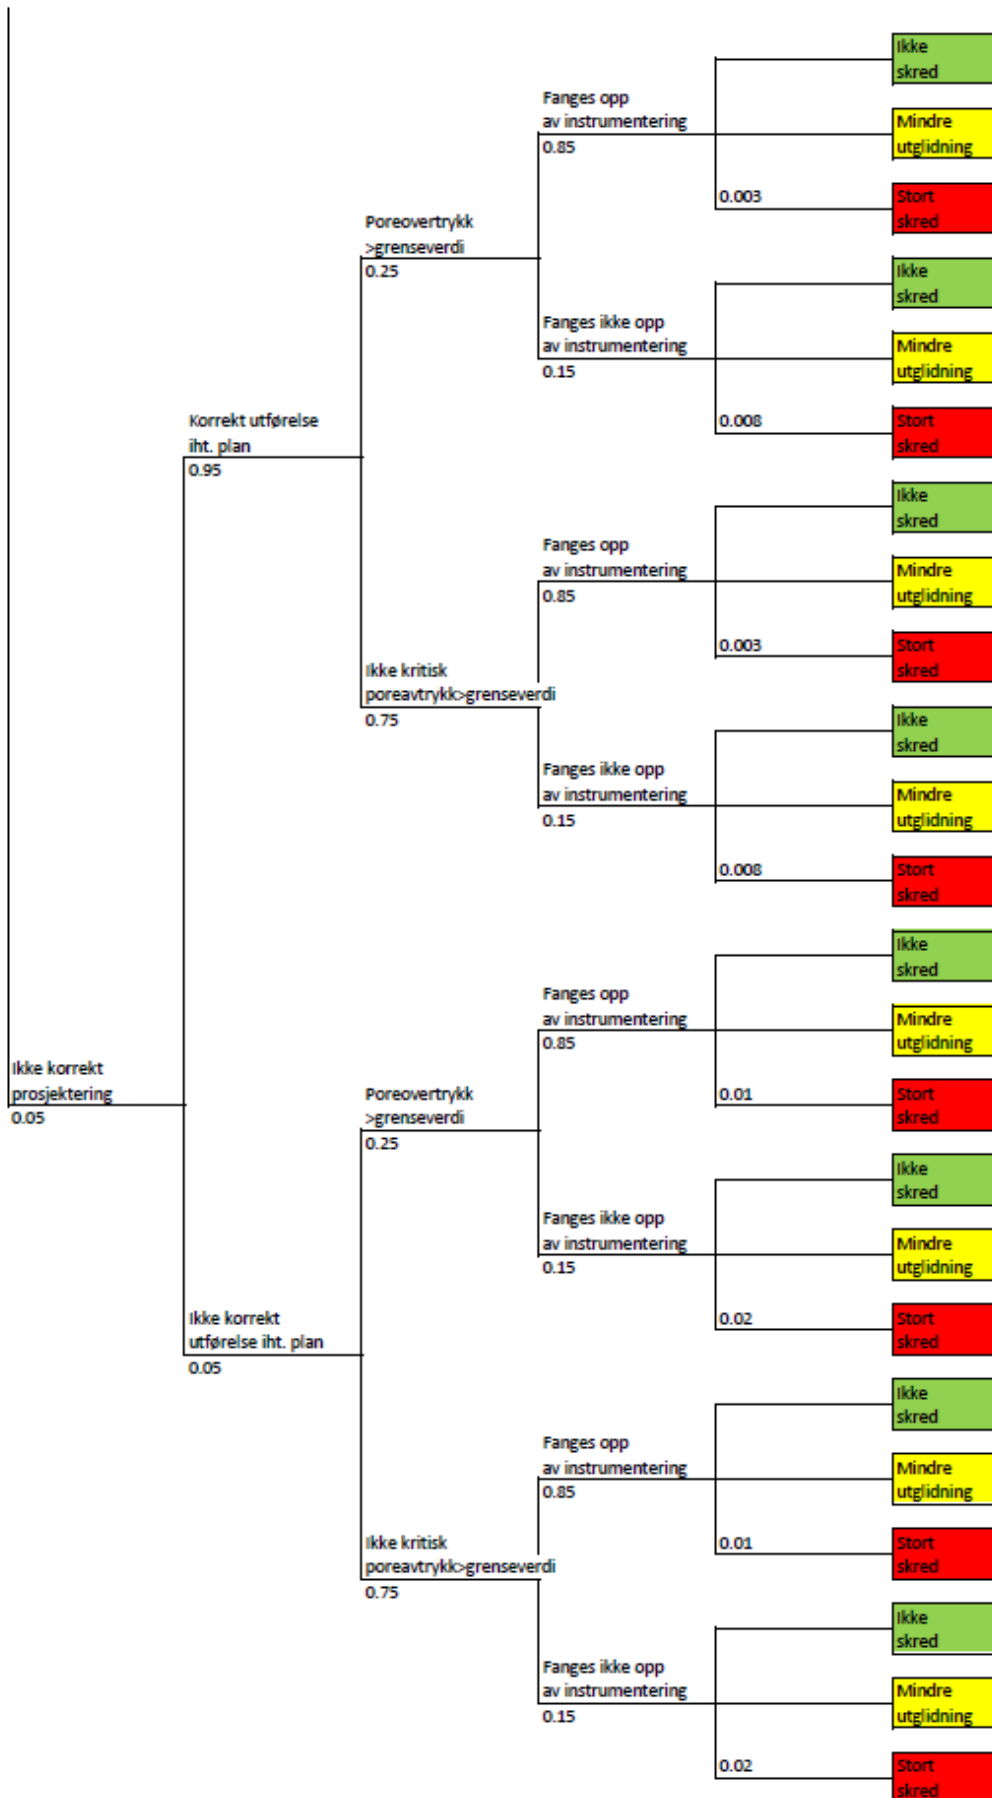 Ikke
skred
Fanges opp
av instrumentering
0.85
Mindre
utglidning
0.003
Stort
skred
Poreovertrykk
>grenseverdi
0.25
Ikke
skred
Fanges ikke opp
av instrumentering
0.15
Mindre
utglidning
0.008
Stort
skred
Korrekt utførelse
iht. plan
0.95
Ikke
skred
Fanges opp
av instrumentering
0.85
Mindre
utglidning
0.003
Stort
skred
Ikke kritisk
poreavtrykk>grenseverdi
0.75
Ikke
skred
Fanges ikke opp
av instrumentering
0.15
Mindre
utglidning
0.008
Stort
skred
Ikke
skred
Fanges opp
av instrumentering
0.85
Mindre
utglidning
Ikke korrekt
prosjektering
0.05
Poreovertrykk
>grenseverdi
0.25
0.01
Stort
skred
Ikke
skred
Fanges ikke opp
av instrumentering
0.15
Mindre
utglidning
0.02
Stort
skred
Ikke korrekt
utførelse iht. plan
0.05
Ikke
skred
Fanges opp
av instrumentering
0.85
Mindre
utglidning
0.01
Stort
skred
Ikke kritisk
poreavtrykk>grenseverdi
0.75
Ikke
skred
Fanges ikke opp
av instrumentering
0.15
Mindre
utglidning
0.02
Stort
skred